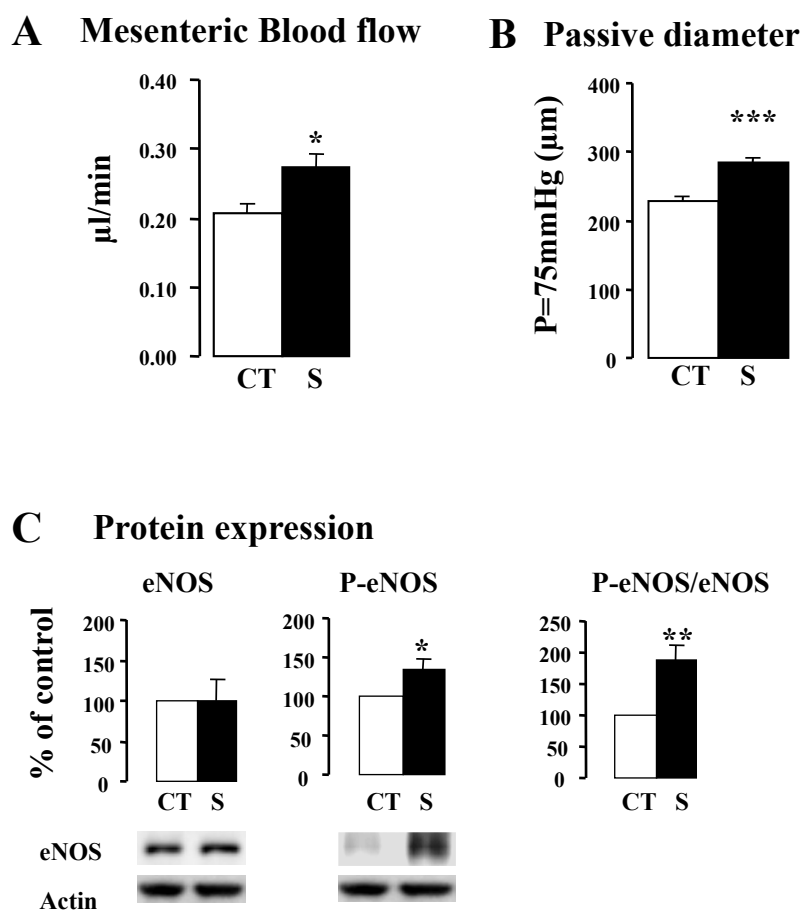 A Mesenteric Blood flow
µl/min
0.40
0.30
0.20
0.10
0.00
*
CT S
B Passive diameter
P=75mmHg (µm)
400
300
200
100
0
***
CT S
C Protein expression
% of control
eNOS
200
150
100
50
0
CT S
P-eNOS
200
150
100
50
0
*
CT S
P-eNOS/eNOS
250
200
150
100
50
0
**
CT S
eNOS
Actin